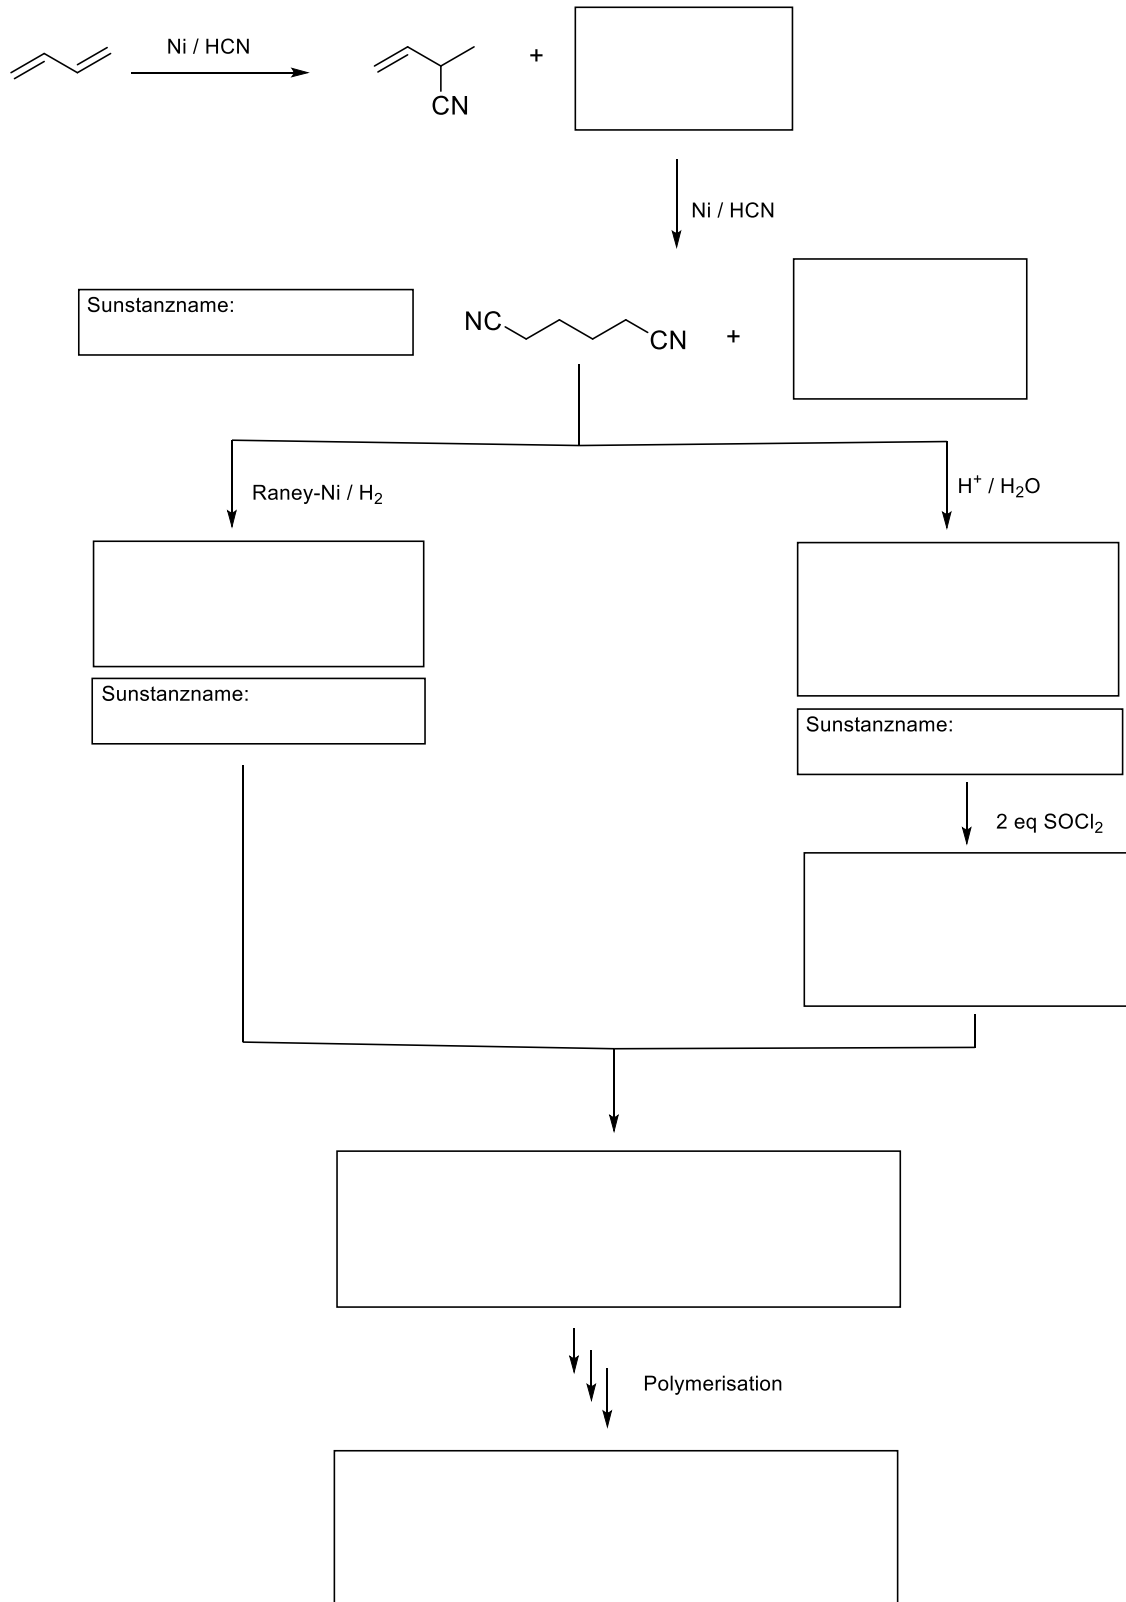 Ni / HCN
+
CN
Ni / HCN
Sunstanzname:
NC
CN
+
Raney-Ni / H₂
H⁺ / H₂O
Sunstanzname:
Sunstanzname:
2 eq SOCl₂
Polymerisation